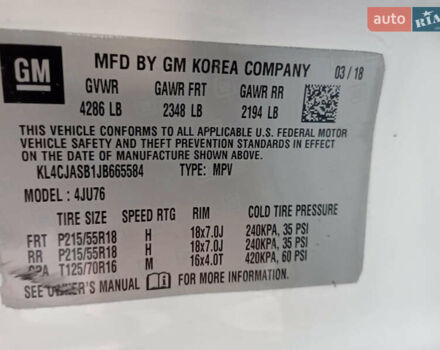 auto.ria.com
GM
MFD BY GM KOREA COMPANY 03/18
GVWR GAWR FRT GAWR RR
4286 LB 2348 LB 2194 LB
THIS VEHICLE CONFORMS TO ALL APPLICABLE U.S. FEDERAL MOTOR
VEHICLE SAFETY AND THEFT PREVENTION STANDARDS IN EFFECT ON
THE DATE OF MANUFACTURE SHOWN ABOVE.
KL4CJASB1JB665584 TYPE: MPV
MODEL: 4JU76
TIRE SIZE SPEED RTG RIM COLD TIRE PRESSURE
FRT P215/55R18 H 18x7.0J 240KPA, 35 PSI
RR P215/55R18 H 18x7.0J 240KPA, 35 PSI
SPA T125/70R16 M 16x4.0T 420KPA, 60 PSI
SEE OWNER'S MANUAL FOR ADDITIONAL INFORMATION.